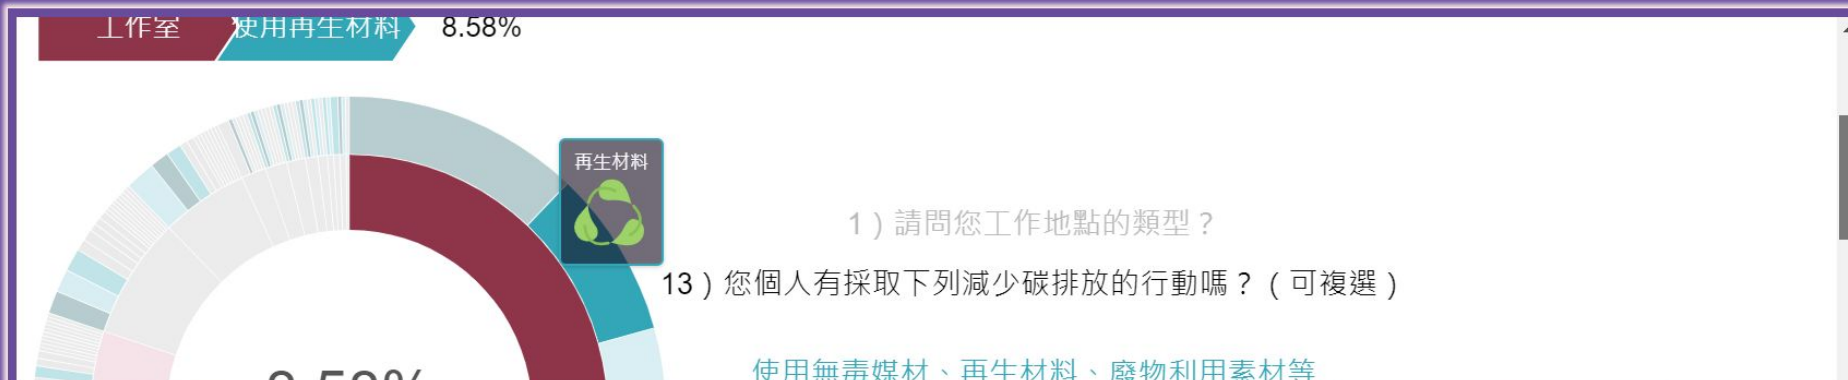 工作室 使用再生材料 8.58%
再生材料
1）請問您工作地點的類型？
13）您個人有採取下列減少碳排放的行動嗎？（可複選）
8.58%
使用無毒媒材、再生材料、廢物利用素材等